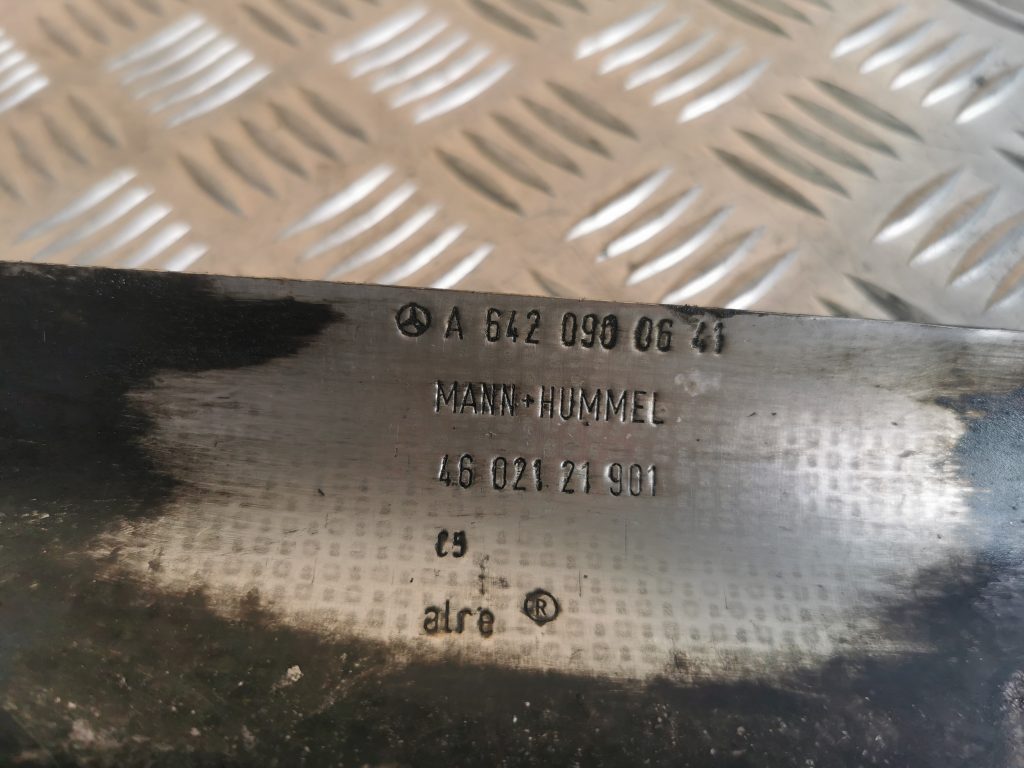 A 642 090 06 41
MANN+HUMMEL
46 021 21 901
alre ®